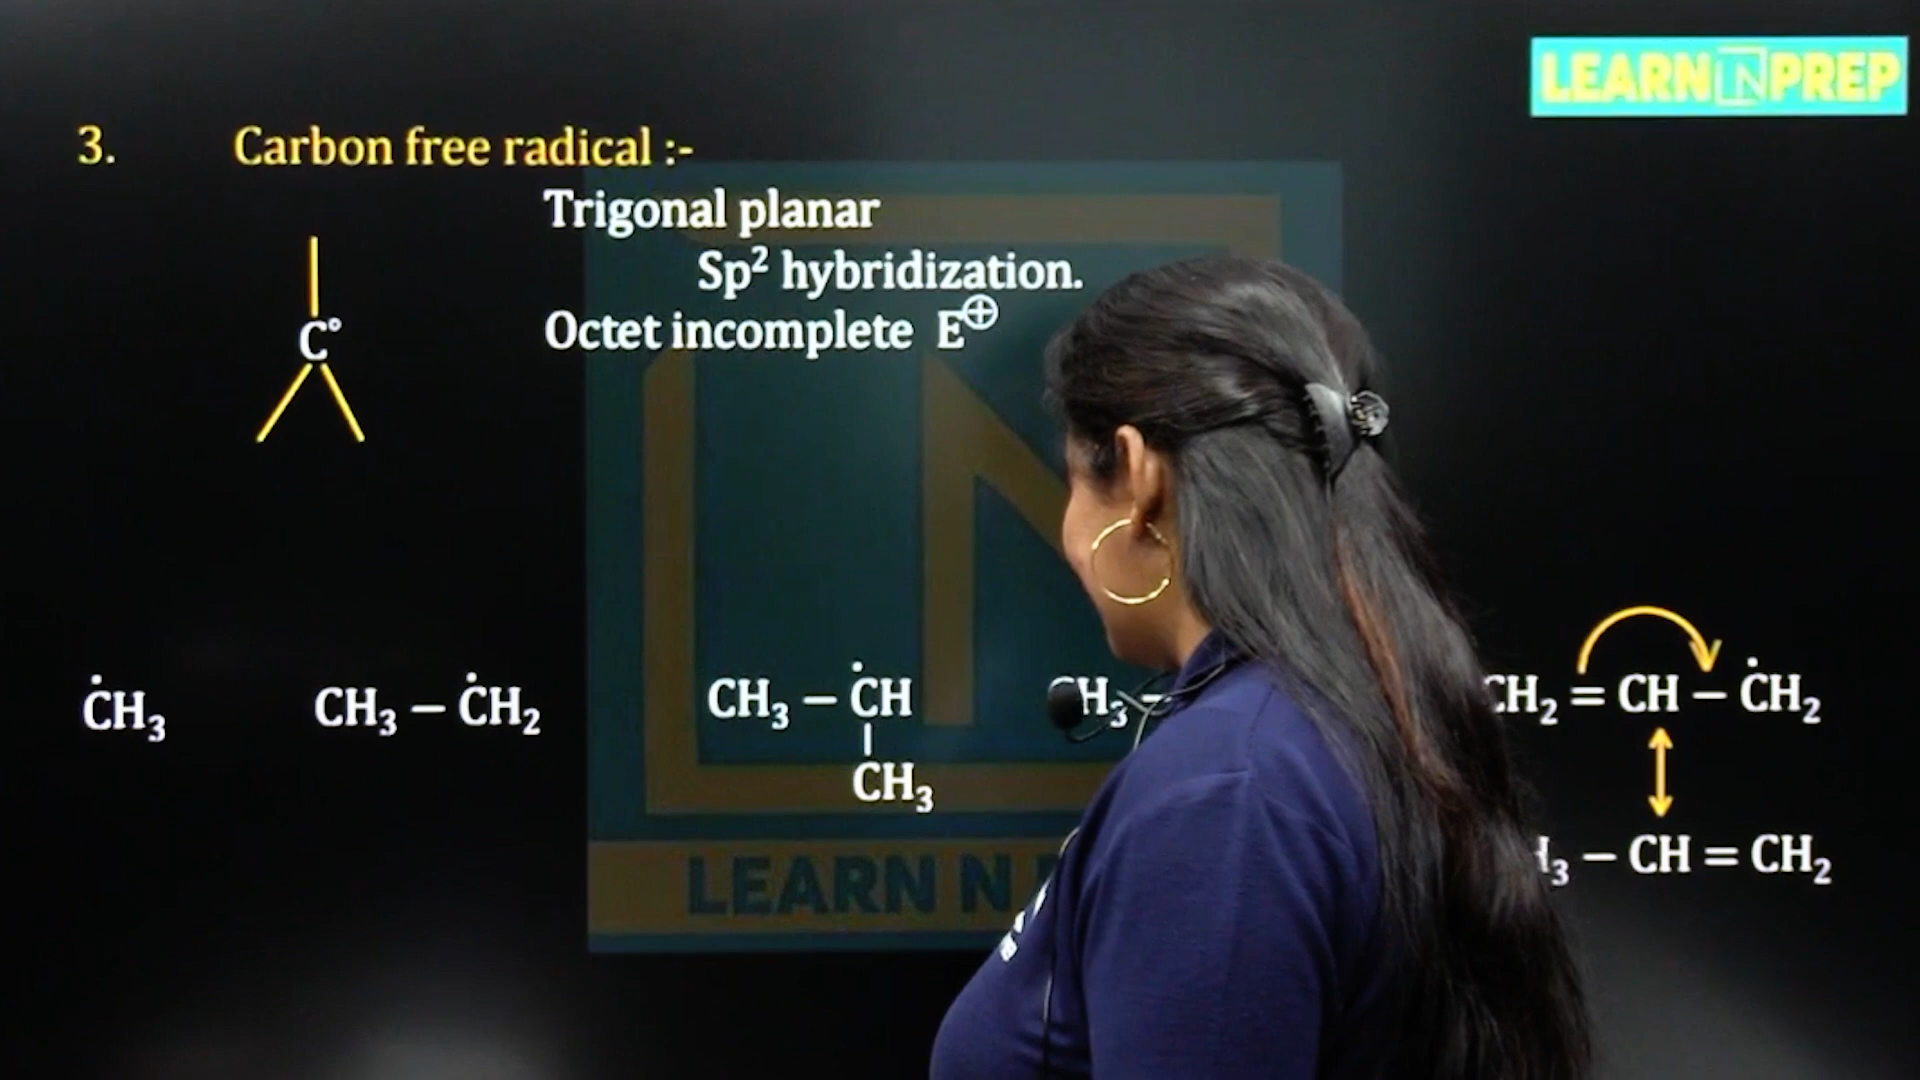 LEARN N PREP
3. Carbon free radical :-
Trigonal planar
Sp² hybridization.
C° Octet incomplete E⊕
ĊH₃ CH₃ – ĊH₂ CH₃ – ĊH CH₃ – CH₂ = CH – ĊH₂
|
CH₃
– CH = CH₂
LEARN N